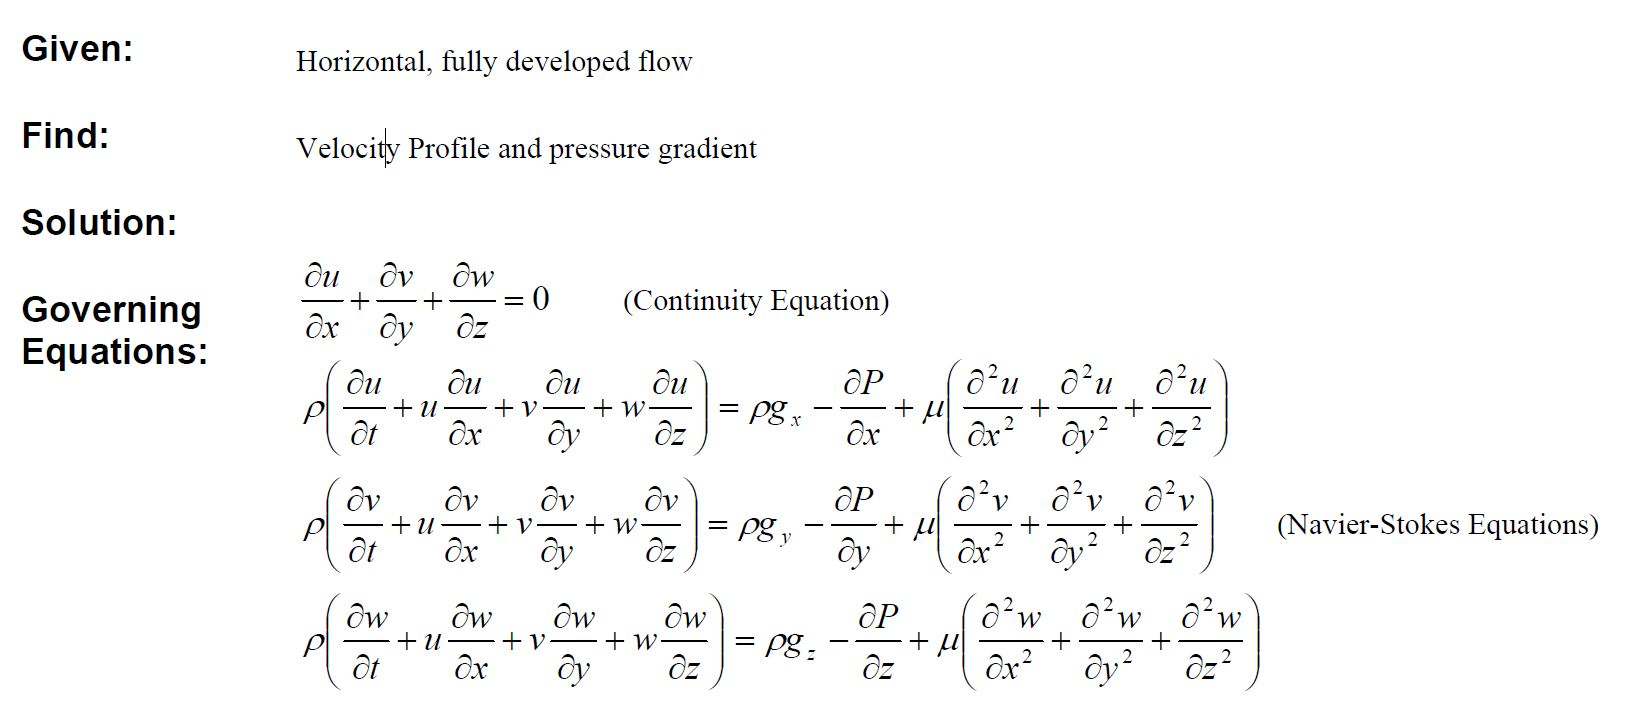 Given: Horizontal, fully developed flow
Find: Velocity Profile and pressure gradient
Solution:
Governing Equations:
∂u/∂x + ∂v/∂y + ∂w/∂z = 0 (Continuity Equation)
ρ(∂u/∂t + u ∂u/∂x + v ∂u/∂y + w ∂u/∂z) = ρgₓ − ∂P/∂x + μ(∂²u/∂x² + ∂²u/∂y² + ∂²u/∂z²)
ρ(∂v/∂t + u ∂v/∂x + v ∂v/∂y + w ∂v/∂z) = ρg_y − ∂P/∂y + μ(∂²v/∂x² + ∂²v/∂y² + ∂²v/∂z²) (Navier-Stokes Equations)
ρ(∂w/∂t + u ∂w/∂x + v ∂w/∂y + w ∂w/∂z) = ρg_z − ∂P/∂z + μ(∂²w/∂x² + ∂²w/∂y² + ∂²w/∂z²)